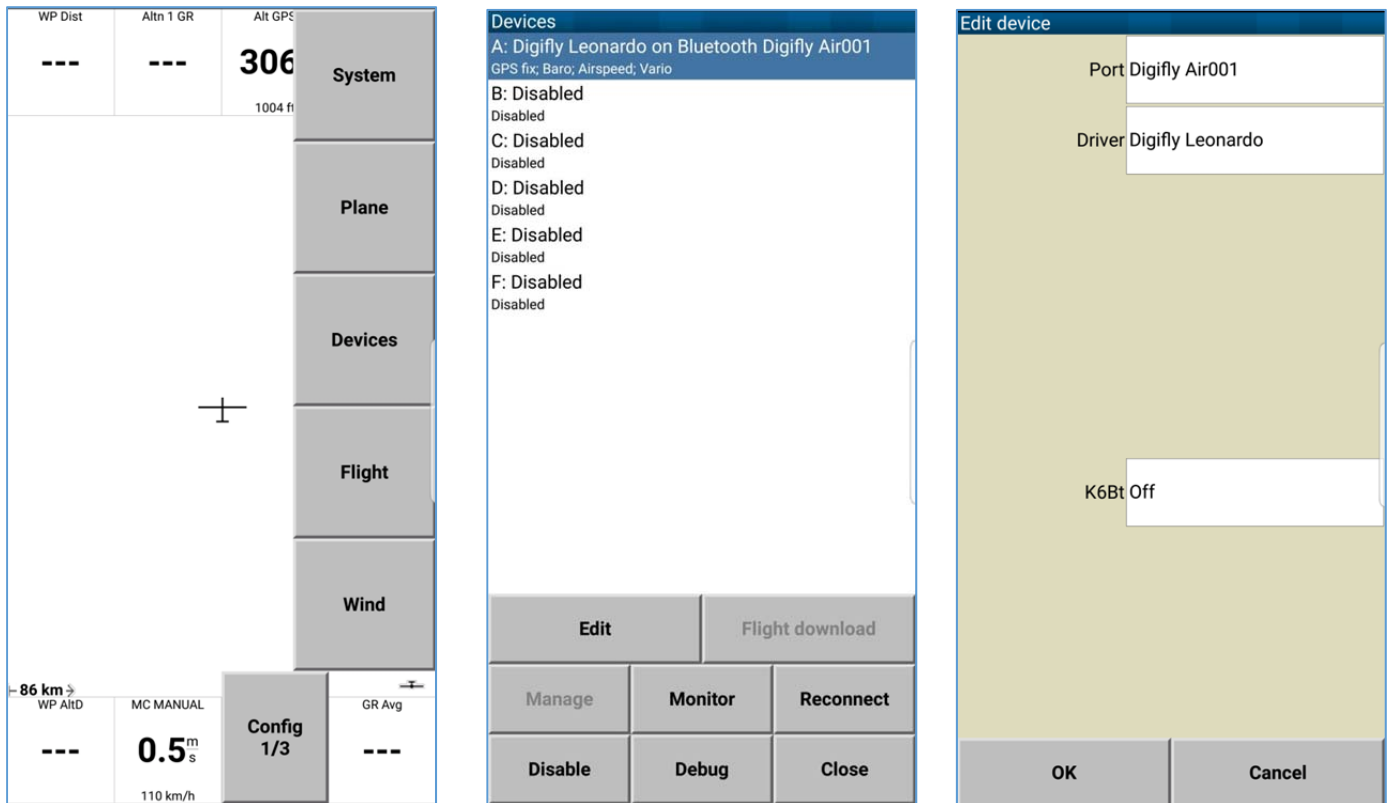 WP Dist
Altn 1 GR
Alt GPS
---
---
306
1004 ft
System
Plane
Devices
Flight
Wind
86 km
WP AltD
MC MANUAL
GR Avg
---
0.5 m/s
Config
1/3
---
110 km/h
Devices
A: Digifly Leonardo on Bluetooth Digifly Air001
GPS fix; Baro; Airspeed; Vario
B: Disabled
Disabled
C: Disabled
Disabled
D: Disabled
Disabled
E: Disabled
Disabled
F: Disabled
Disabled
Edit
Flight download
Manage
Monitor
Reconnect
Disable
Debug
Close
Edit device
Port Digifly Air001
Driver Digifly Leonardo
K6Bt Off
OK
Cancel